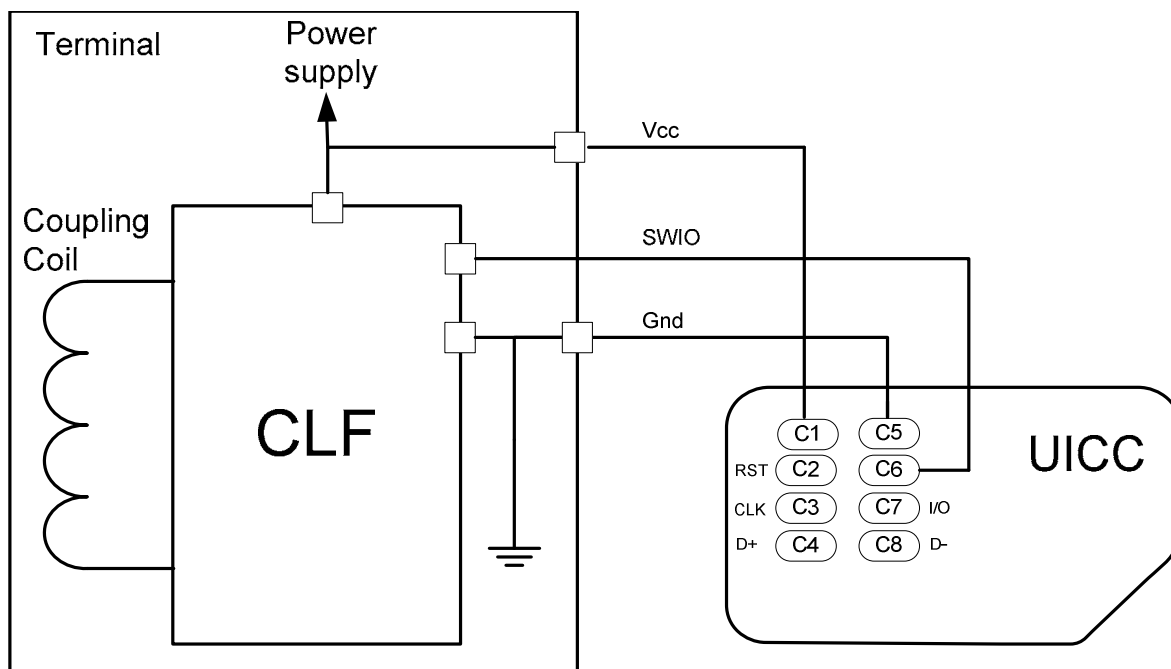 Terminal
Power
supply
Vcc
Coupling
Coil
SWIO
Gnd
CLF
UICC
C1 C5
RST C2 C6
CLK C3 C7 I/O
D+ C4 C8 D-